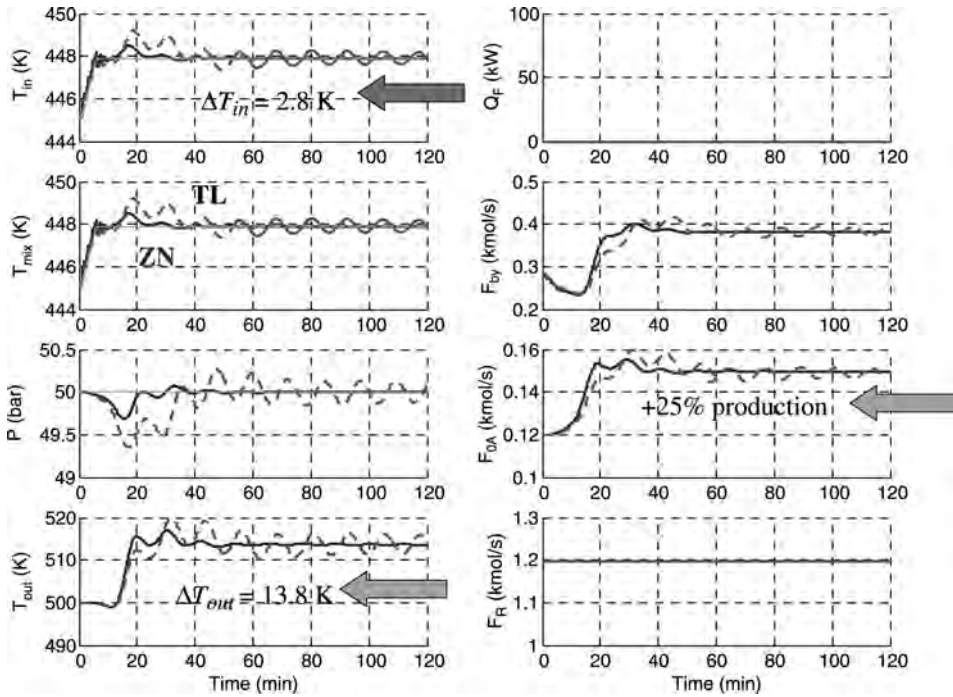 450
448
446
444
T_in (K)
ΔT_in = 2.8 K
0 20 40 60 80 100 120
100
50
0
Q_F (kW)
0 20 40 60 80 100 120
450
448
446
444
T_mix (K)
TL
ZN
0 20 40 60 80 100 120
0.5
0.4
0.3
0.2
F_by (kmol/s)
0 20 40 60 80 100 120
50.5
50
49.5
49
P (bar)
0 20 40 60 80 100 120
0.16
0.14
0.12
0.1
F_0A (kmol/s)
+25% production
0 20 40 60 80 100 120
520
510
500
490
T_out (K)
ΔT_out = 13.8 K
0 20 40 60 80 100 120
Time (min)
1.3
1.2
1.1
1
F_R (kmol/s)
0 20 40 60 80 100 120
Time (min)